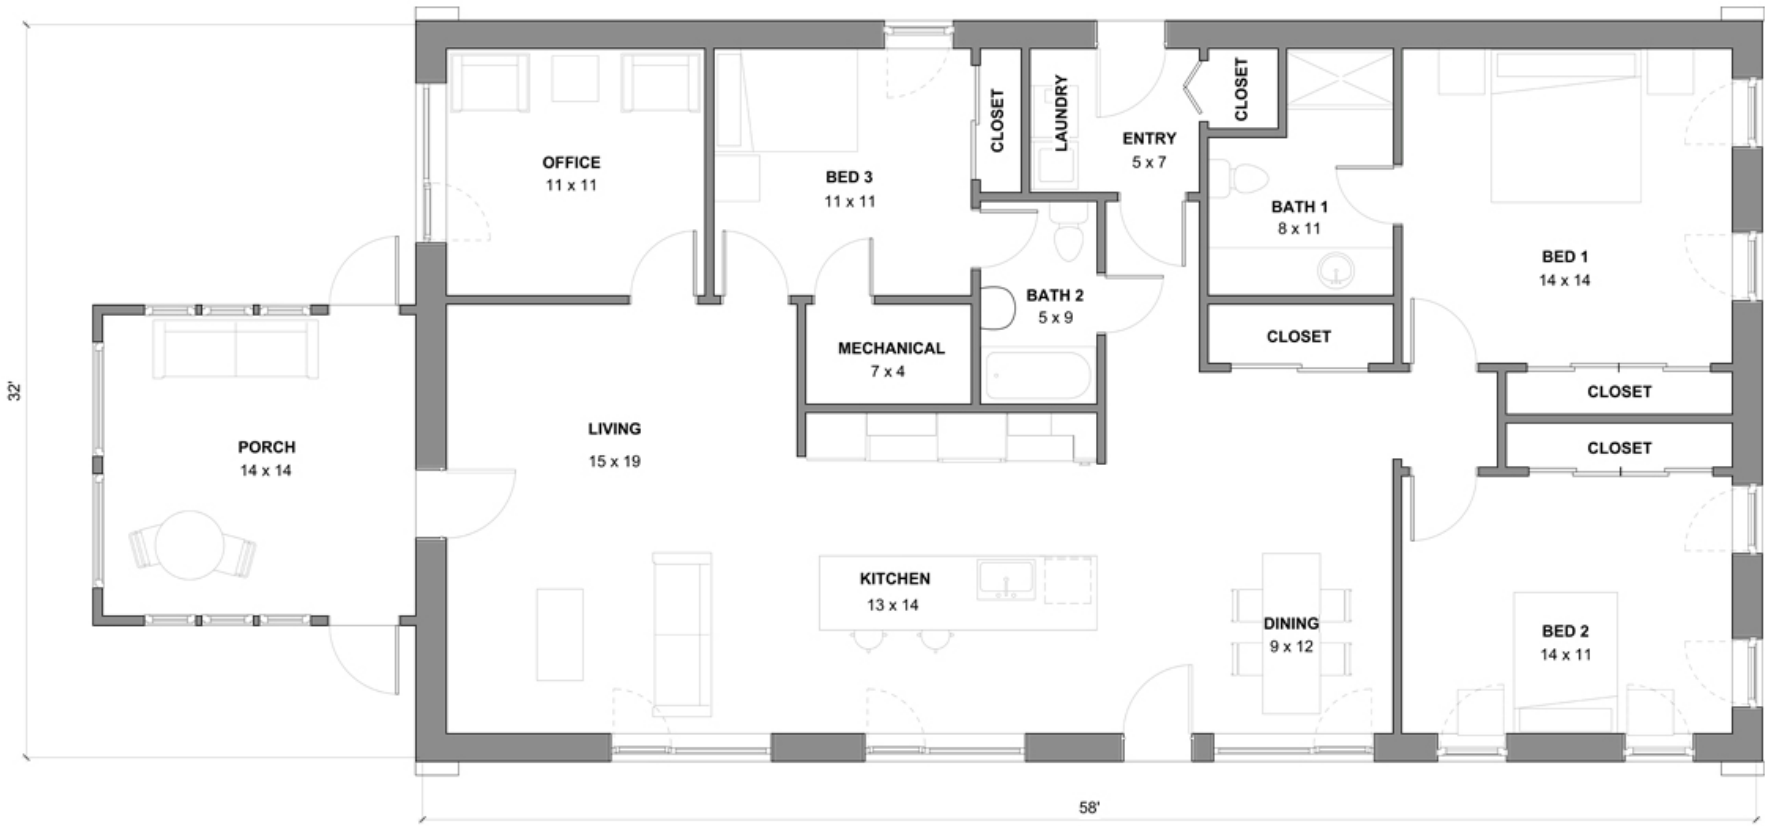 OFFICE
11 x 11
BED 3
11 x 11
CLOSET
LAUNDRY
ENTRY
5 x 7
CLOSET
BATH 1
8 x 11
BED 1
14 x 14
BATH 2
5 x 9
MECHANICAL
7 x 4
CLOSET
CLOSET
CLOSET
32'
PORCH
14 x 14
LIVING
15 x 19
KITCHEN
13 x 14
DINING
9 x 12
BED 2
14 x 11
58'